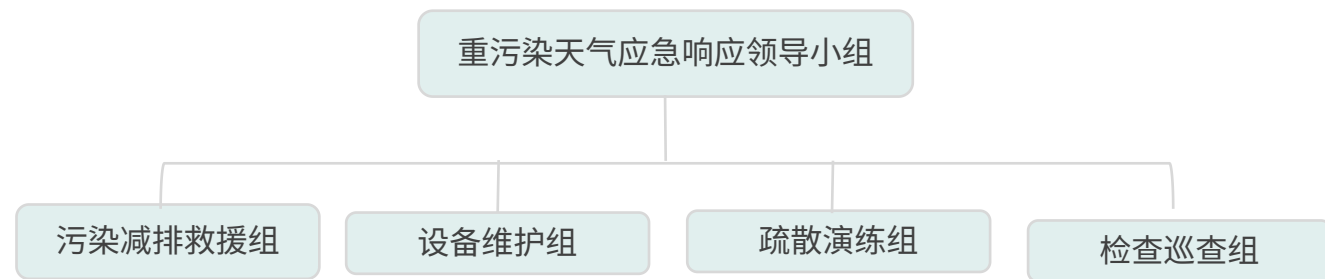 重污染天气应急响应领导小组
污染减排救援组
设备维护组
疏散演练组
检查巡查组